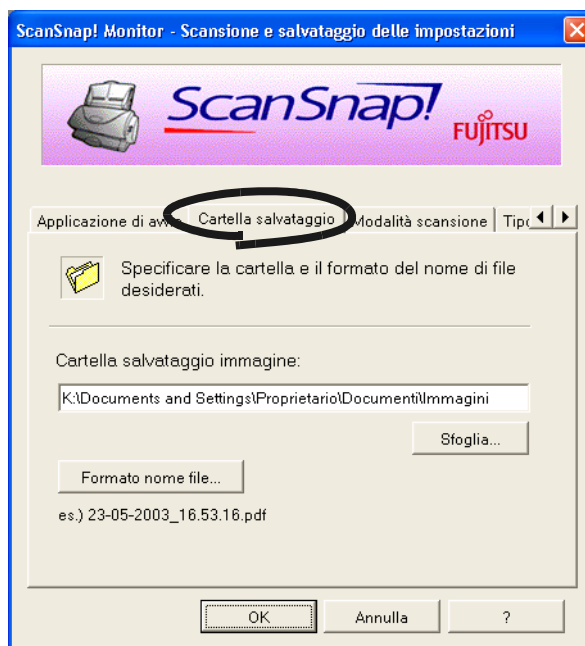 ScanSnap! Monitor - Scansione e salvataggio delle impostazioni
ScanSnap!
FUJITSU
Applicazione di Cartella salvataggio Modalità scansione
Specificare la cartella e il formato del nome di file
desiderati.
Cartella salvataggio immagine:
K:\Documents and Settings\Proprietario\Documenti\Immagini
Sfoglia...
Formato nome file...
es.) 23-05-2003_16.53.16.pdf
OK Annulla ?